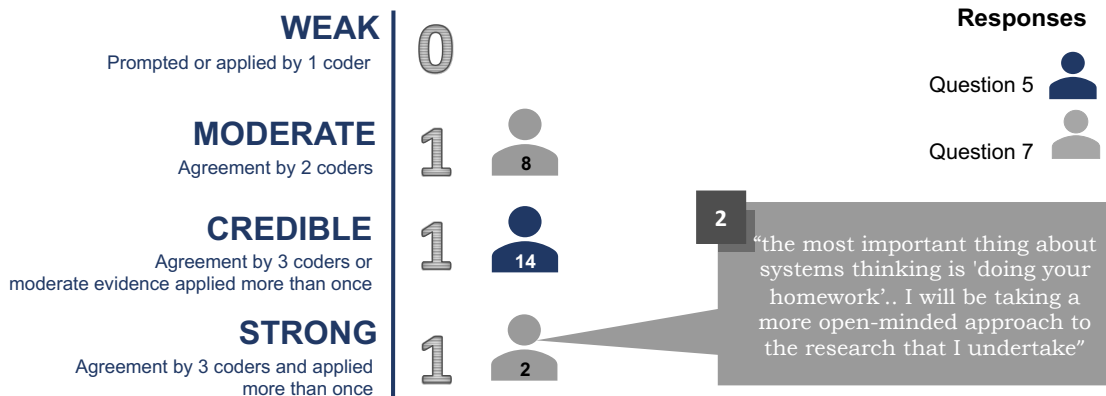 WEAK
Prompted or applied by 1 coder
0
MODERATE
Agreement by 2 coders
1
8
CREDIBLE
Agreement by 3 coders or
moderate evidence applied more than once
1
14
STRONG
Agreement by 3 coders and applied
more than once
1
2
Responses
Question 5
Question 7
2
“the most important thing about
systems thinking is 'doing your
homework’.. I will be taking a
more open-minded approach to
the research that I undertake”